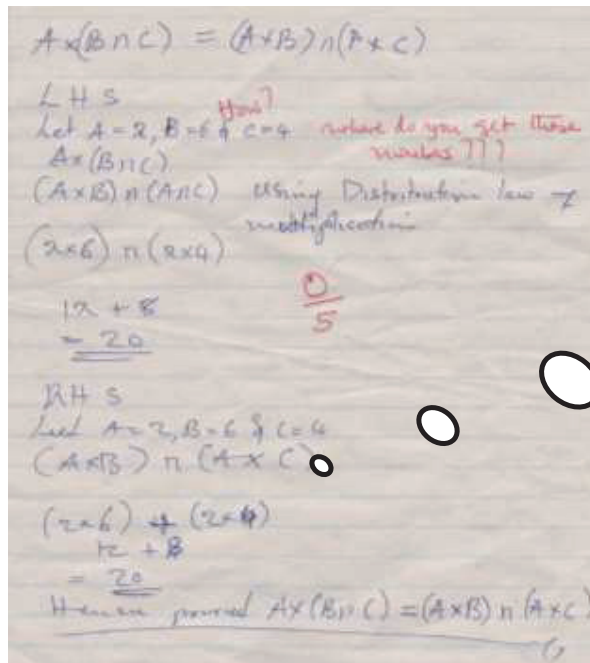 A×(B∩C) = (A×B)∩(A×C)
LHS
How?
Let A=2, B=6 & C=4 where do you get these
A×(B∩C) numbers ???
(A×B)∩(A∩C) Using Distribution law of
multiplication
(2×6)∩(2×4)
0/5
12 + 8
= 20
RHS
Let A=2, B=6 & C=4
(A×B) ∩ (A×C)
(2×6) + (2×4)
12 + 8
= 20
Hence proved A×(B∩C) = (A×B)∩(A×C)